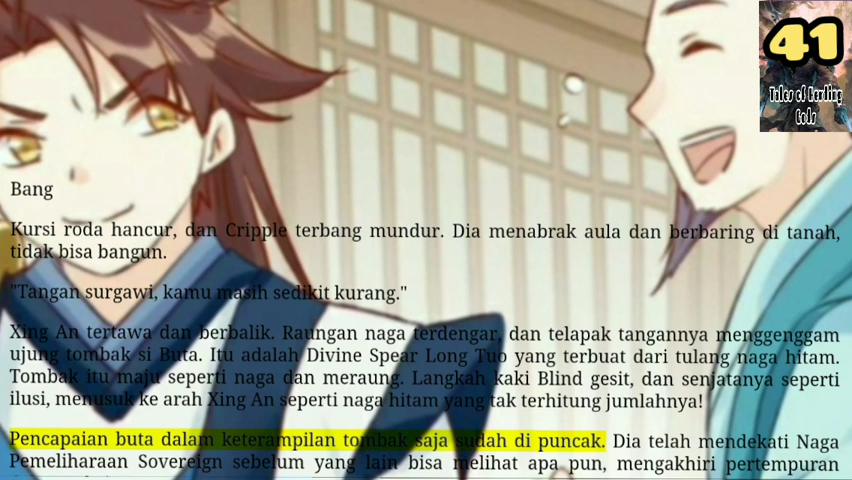 41
Tales of Herding
Gods
Bang
Kursi roda hancur, dan Cripple terbang mundur. Dia menabrak aula dan berbaring di tanah,
tidak bisa bangun.
"Tangan surgawi, kamu masih sedikit kurang."
Xing An tertawa dan berbalik. Raungan naga terdengar, dan telapak tangannya menggenggam
ujung tombak si Buta. Itu adalah Divine Spear Long Tuo yang terbuat dari tulang naga hitam.
Tombak itu maju seperti naga dan meraung. Langkah kaki Blind gesit, dan senjatanya seperti
ilusi, menusuk ke arah Xing An seperti naga hitam yang tak terhitung jumlahnya!
Pencapaian buta dalam keterampilan tombak saja sudah di puncak. Dia telah mendekati Naga
Pemeliharaan Sovereign sebelum yang lain bisa melihat apa pun, mengakhiri pertempuran